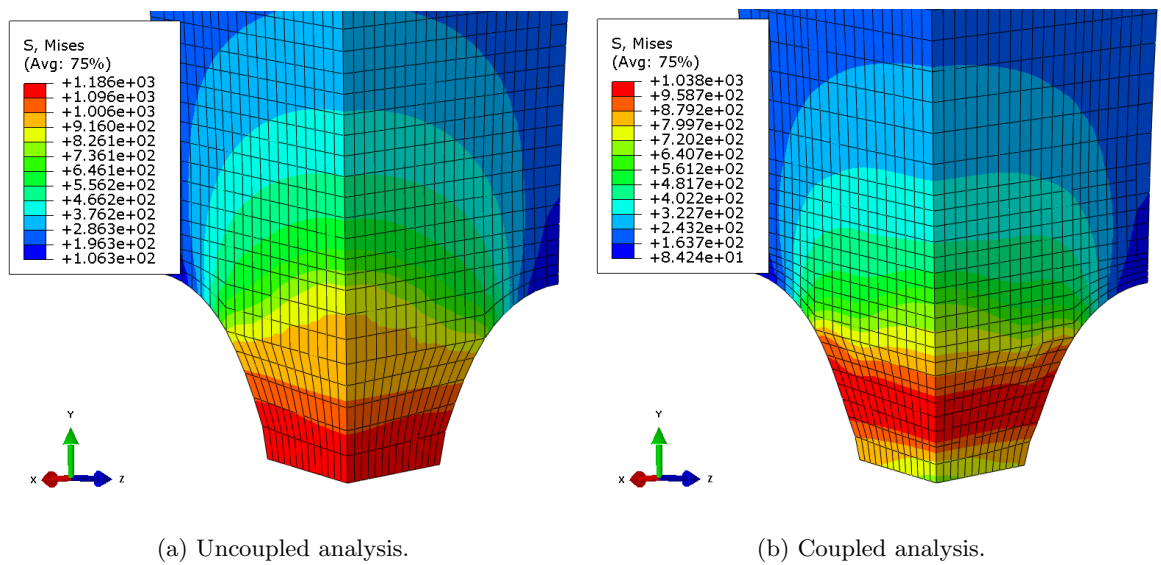 S, Mises
(Avg: 75%)
+1.186e+03
+1.096e+03
+1.006e+03
+9.160e+02
+8.261e+02
+7.361e+02
+6.461e+02
+5.562e+02
+4.662e+02
+3.762e+02
+2.863e+02
+1.963e+02
+1.063e+02
Y
X
Z
(a) Uncoupled analysis.
S, Mises
(Avg: 75%)
+1.038e+03
+9.587e+02
+8.792e+02
+7.997e+02
+7.202e+02
+6.407e+02
+5.612e+02
+4.817e+02
+4.022e+02
+3.227e+02
+2.432e+02
+1.637e+02
+8.424e+01
Y
X
Z
(b) Coupled analysis.